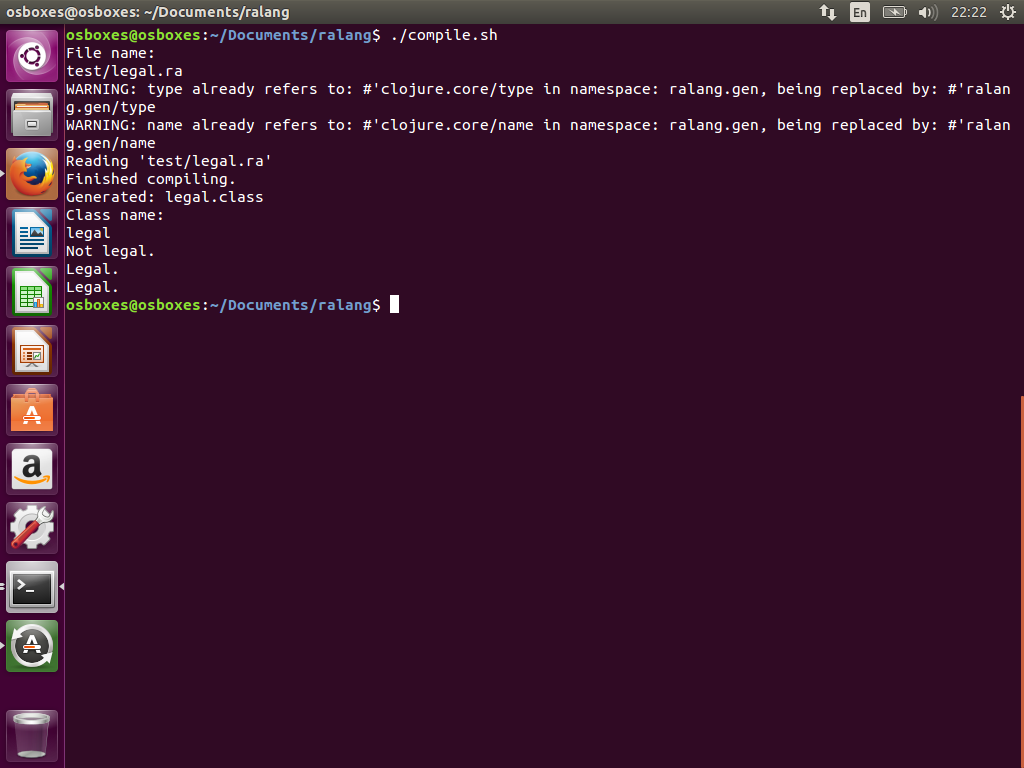 osboxes@osboxes: ~/Documents/ralang
En
22:22
osboxes@osboxes:~/Documents/ralang$ ./compile.sh
File name:
test/legal.ra
WARNING: type already refers to: #'clojure.core/type in namespace: ralang.gen, being replaced by: #'ralan
g.gen/type
WARNING: name already refers to: #'clojure.core/name in namespace: ralang.gen, being replaced by: #'ralan
g.gen/name
Reading 'test/legal.ra'
Finished compiling.
Generated: legal.class
Class name:
legal
Not legal.
Legal.
Legal.
osboxes@osboxes:~/Documents/ralang$